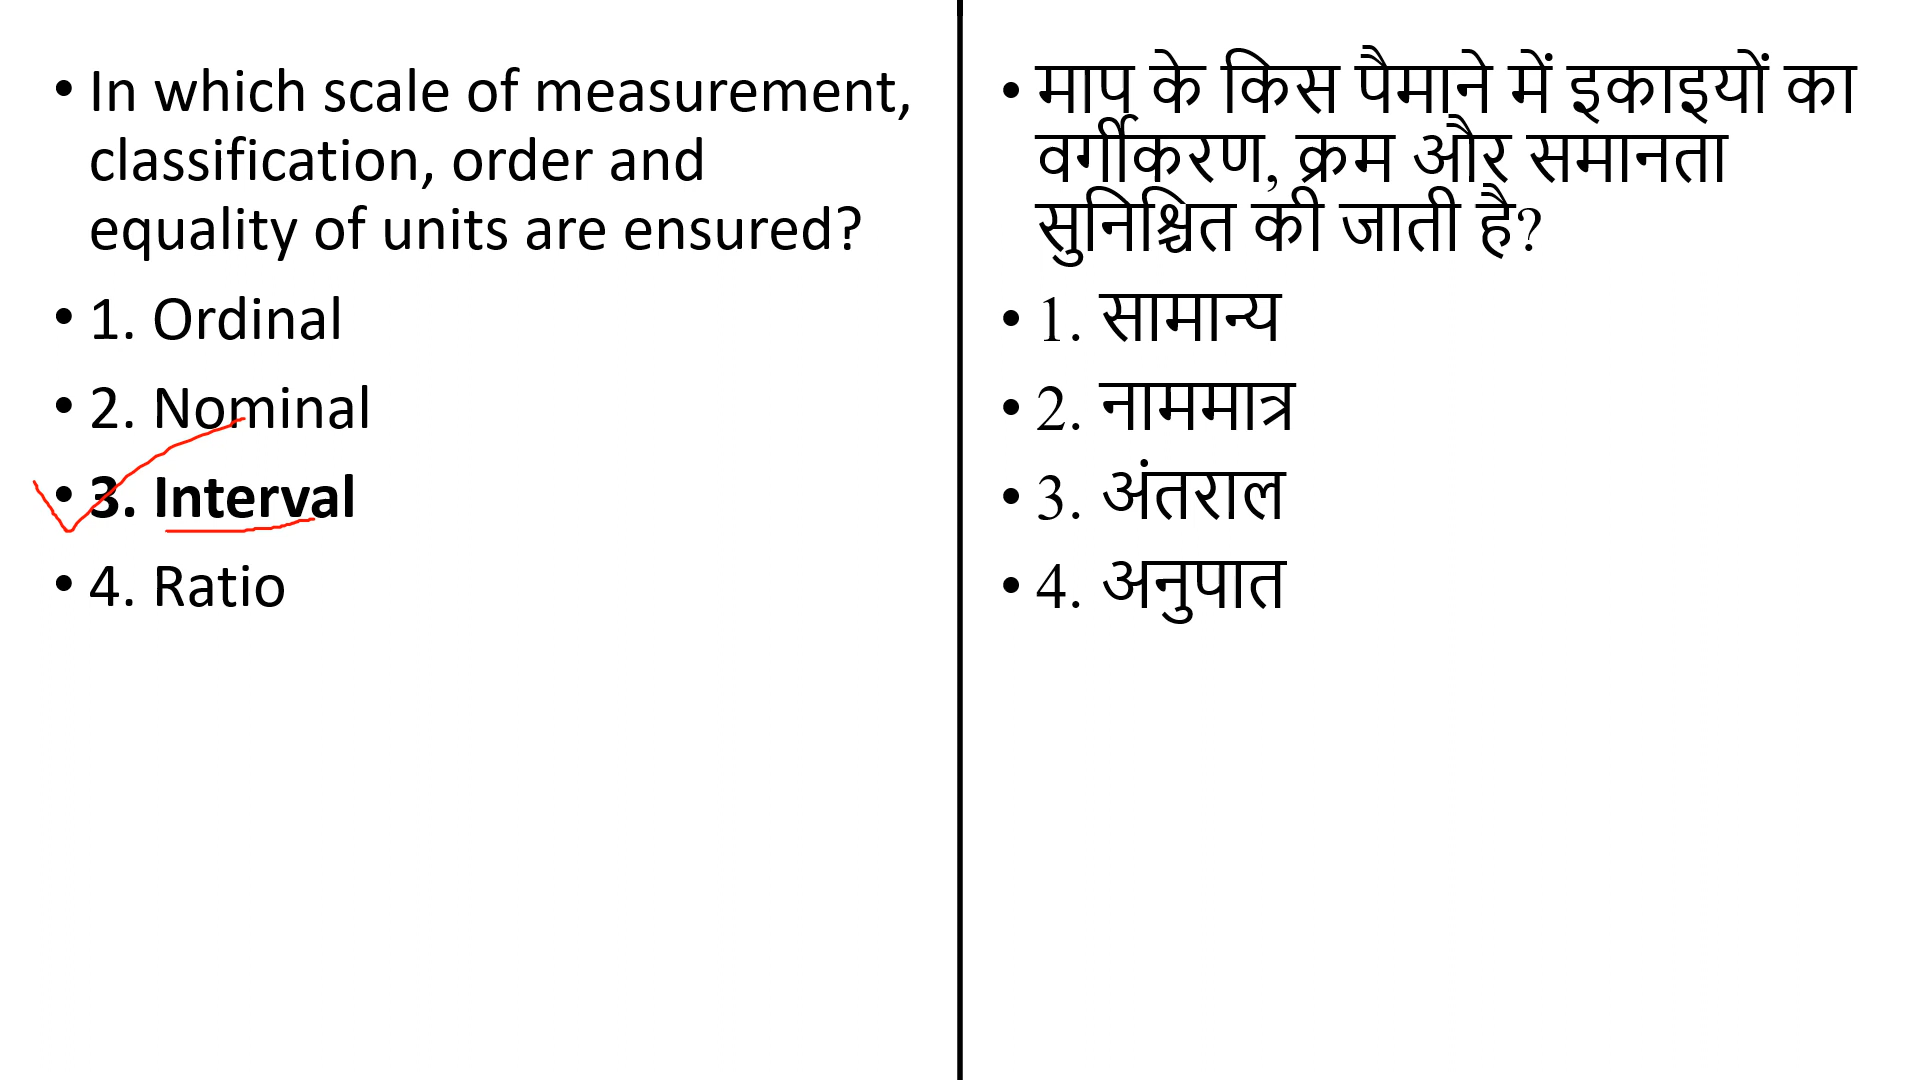 • In which scale of measurement,
classification, order and
equality of units are ensured?
• 1. Ordinal
• 2. Nominal
• 3. Interval
• 4. Ratio
• माप के किस पैमाने में इकाइयों का
वर्गीकरण, क्रम और समानता
सुनिश्चित की जाती है?
• 1. सामान्य
• 2. नाममात्र
• 3. अंतराल
• 4. अनुपात